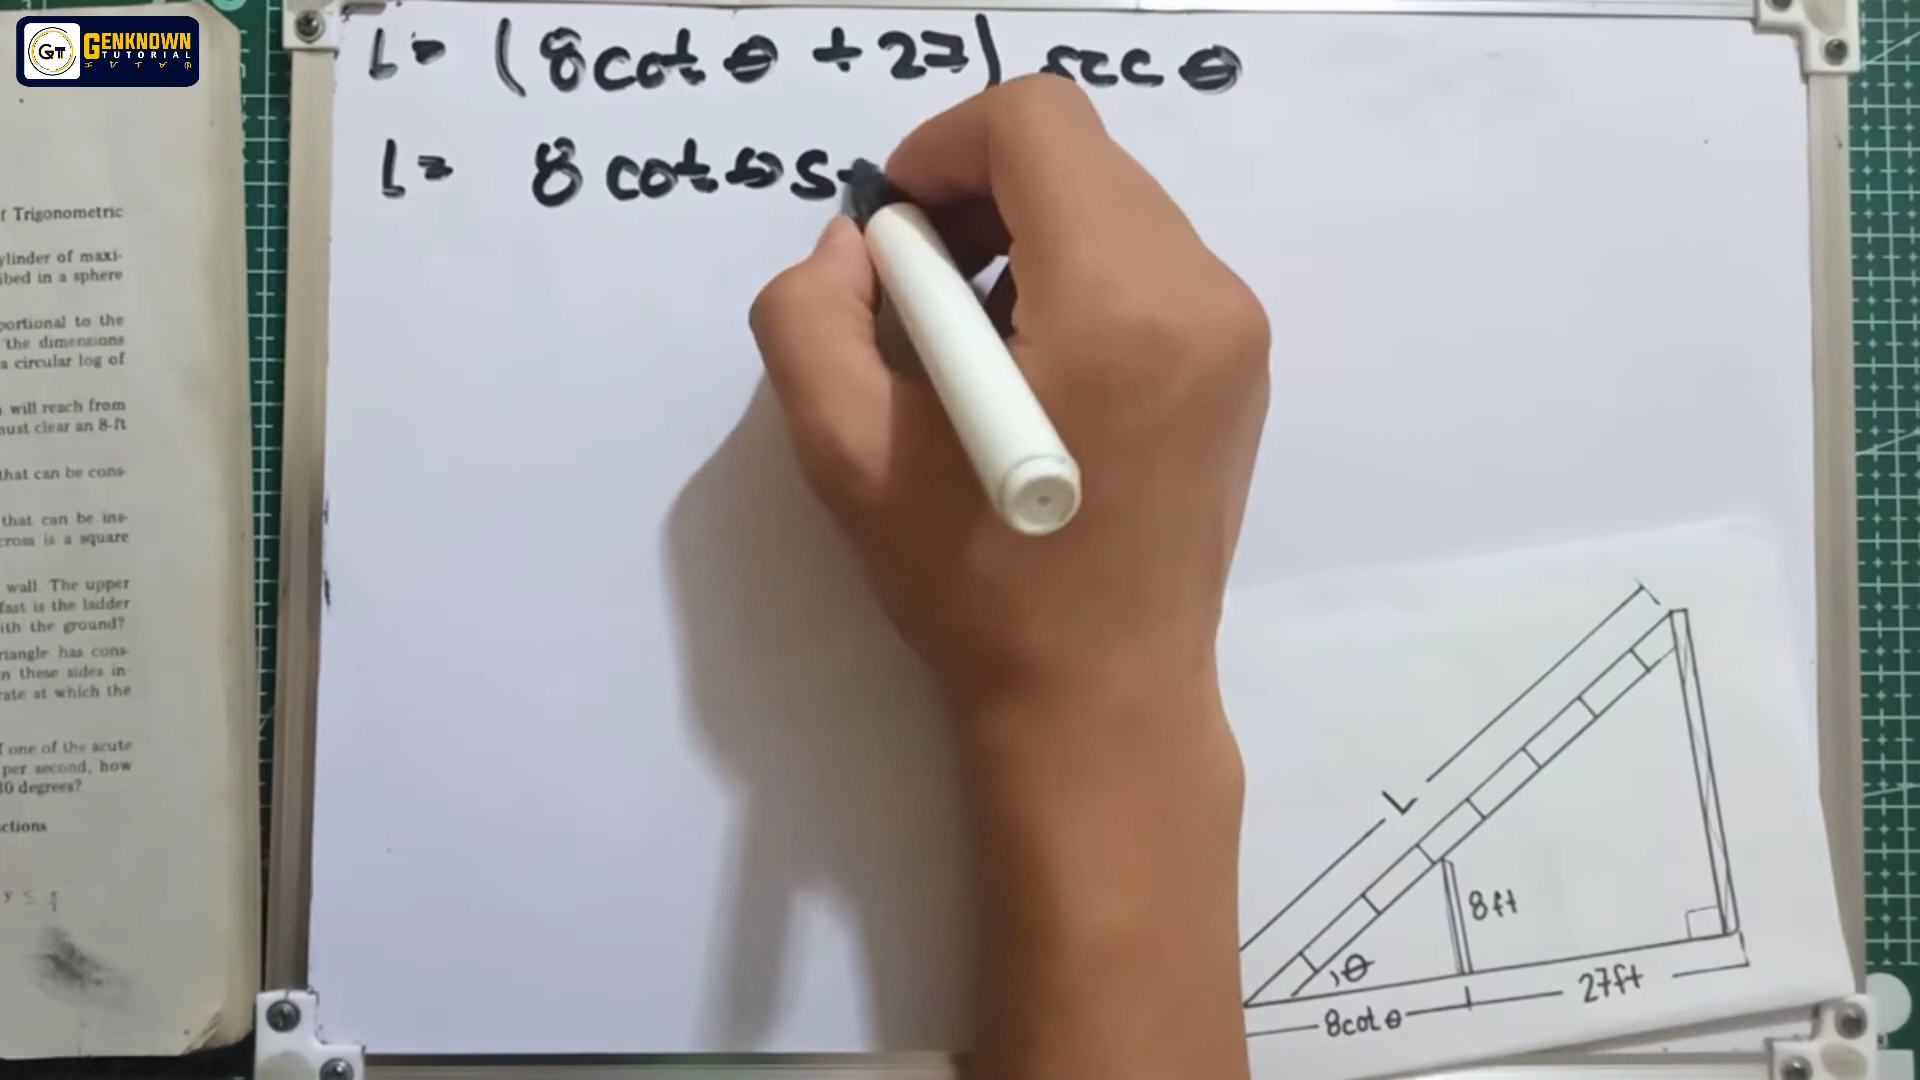 GT GENKNOWN
TUTORIAL
L = (8cot θ + 27) sec θ
L = 8 cot θ s
f Trigonometric
ylinder of maxi-
ibed in a sphere
portional to the
the dimensions
a circular log of
will reach from
must clear an 8-ft
that can be cons-
that can be ins-
cross is a square
wall. The upper
fast is the ladder
ith the ground?
riangle has cons-
n these sides in-
rate at which the
f one of the acute
per second, how
30 degrees?
ctions
y ≤
L
8ft
θ
27ft
8cot θ